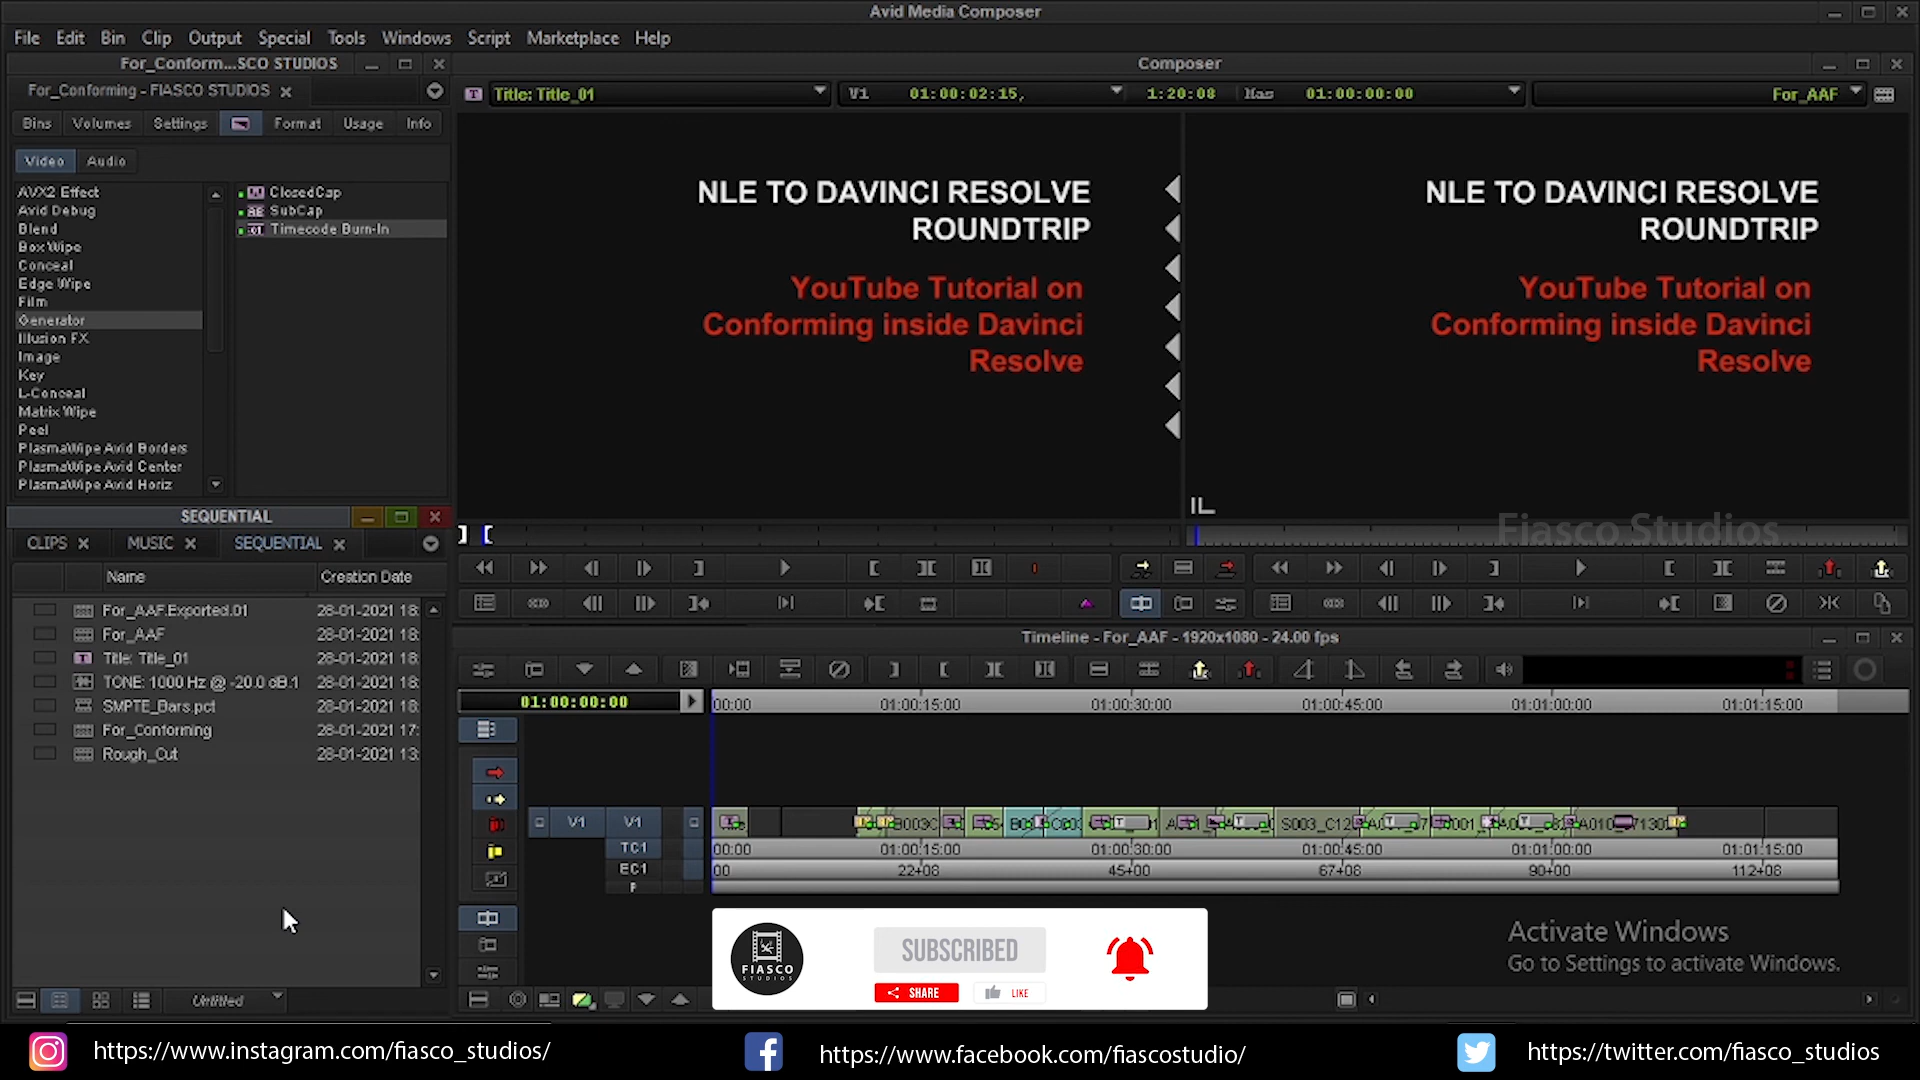 Avid Media Composer
File Edit Bin Clip Output Special Tools Windows Script Marketplace Help
For_Conform...SCO STUDIOS
Composer
For_Conforming - FIASCO STUDIOS
Title: Title_01
V1 01:00:02:15, 1:20:08 Mas 01:00:00:00
For_AAF
Bins Volumes Settings Format Usage Info
Video Audio
AVX2 Effect
Avid Debug
Blend
Box Wipe
Conceal
Edge Wipe
Film
Generator
Illusion FX
Image
Key
L-Conceal
Matrix Wipe
Peel
PlasmaWipe Avid Borders
PlasmaWipe Avid Center
PlasmaWipe Avid Horiz
ClosedCap
SubCap
Timecode Burn-In
NLE TO DAVINCI RESOLVE
ROUNDTRIP
YouTube Tutorial on
Conforming inside Davinci
Resolve
NLE TO DAVINCI RESOLVE
ROUNDTRIP
YouTube Tutorial on
Conforming inside Davinci
Resolve
Fiasco Studios
SEQUENTIAL
CLIPS MUSIC SEQUENTIAL
Name Creation Date
For_AAF.Exported.01 28-01-2021 18:
For_AAF 28-01-2021 18:
Title: Title_01 28-01-2021 18:
TONE: 1000 Hz @ -20.0 dB.1 28-01-2021 18:
SMPTE_Bars.pct 28-01-2021 18:
For_Conforming 28-01-2021 17:
Rough_Cut 28-01-2021 13:
Untitled
Timeline - For_AAF - 1920x1080 - 24.00 fps
01:00:00:00
00:00 01:00:15:00 01:00:30:00 01:00:45:00 01:01:00:00 01:01:15:00
V1 V1
B003C
S003_C12
TC1 00:00 01:00:15:00 01:00:30:00 01:00:45:00 01:01:00:00 01:01:15:00
EC1 00 22+08 45+00 67+08 90+00 112+08
FIASCO
STUDIOS
SUBSCRIBED
SHARE
LIKE
Activate Windows
Go to Settings to activate Windows.
https://www.instagram.com/fiasco_studios/
https://www.facebook.com/fiascostudio/
https://twitter.com/fiasco_studios